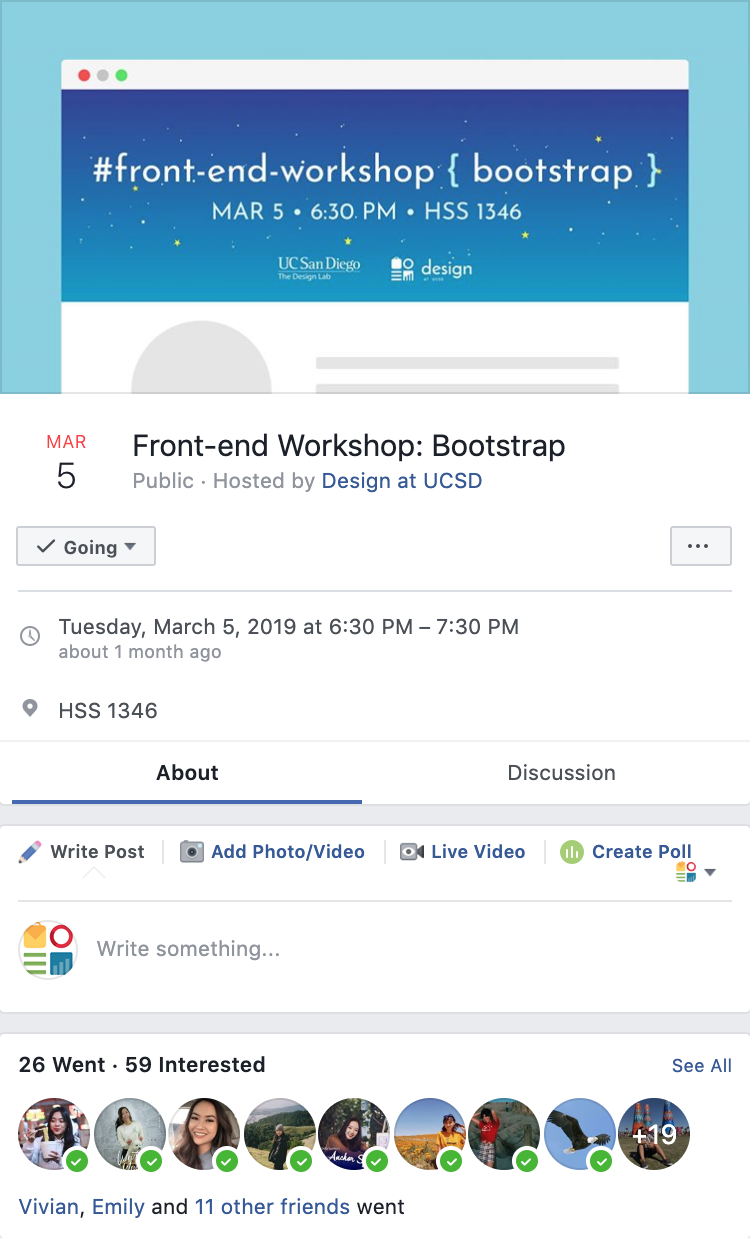 #front-end-workshop { bootstrap }
MAR 5 • 6:30 PM • HSS 1346
UC San Diego
The Design Lab
design
AT UCSD
MAR
5
Front-end Workshop: Bootstrap
Public · Hosted by Design at UCSD
Going
Tuesday, March 5, 2019 at 6:30 PM – 7:30 PM
about 1 month ago
HSS 1346
About Discussion
Write Post Add Photo/Video Live Video Create Poll
Write something...
26 Went · 59 Interested See All
+19
Vivian, Emily and 11 other friends went